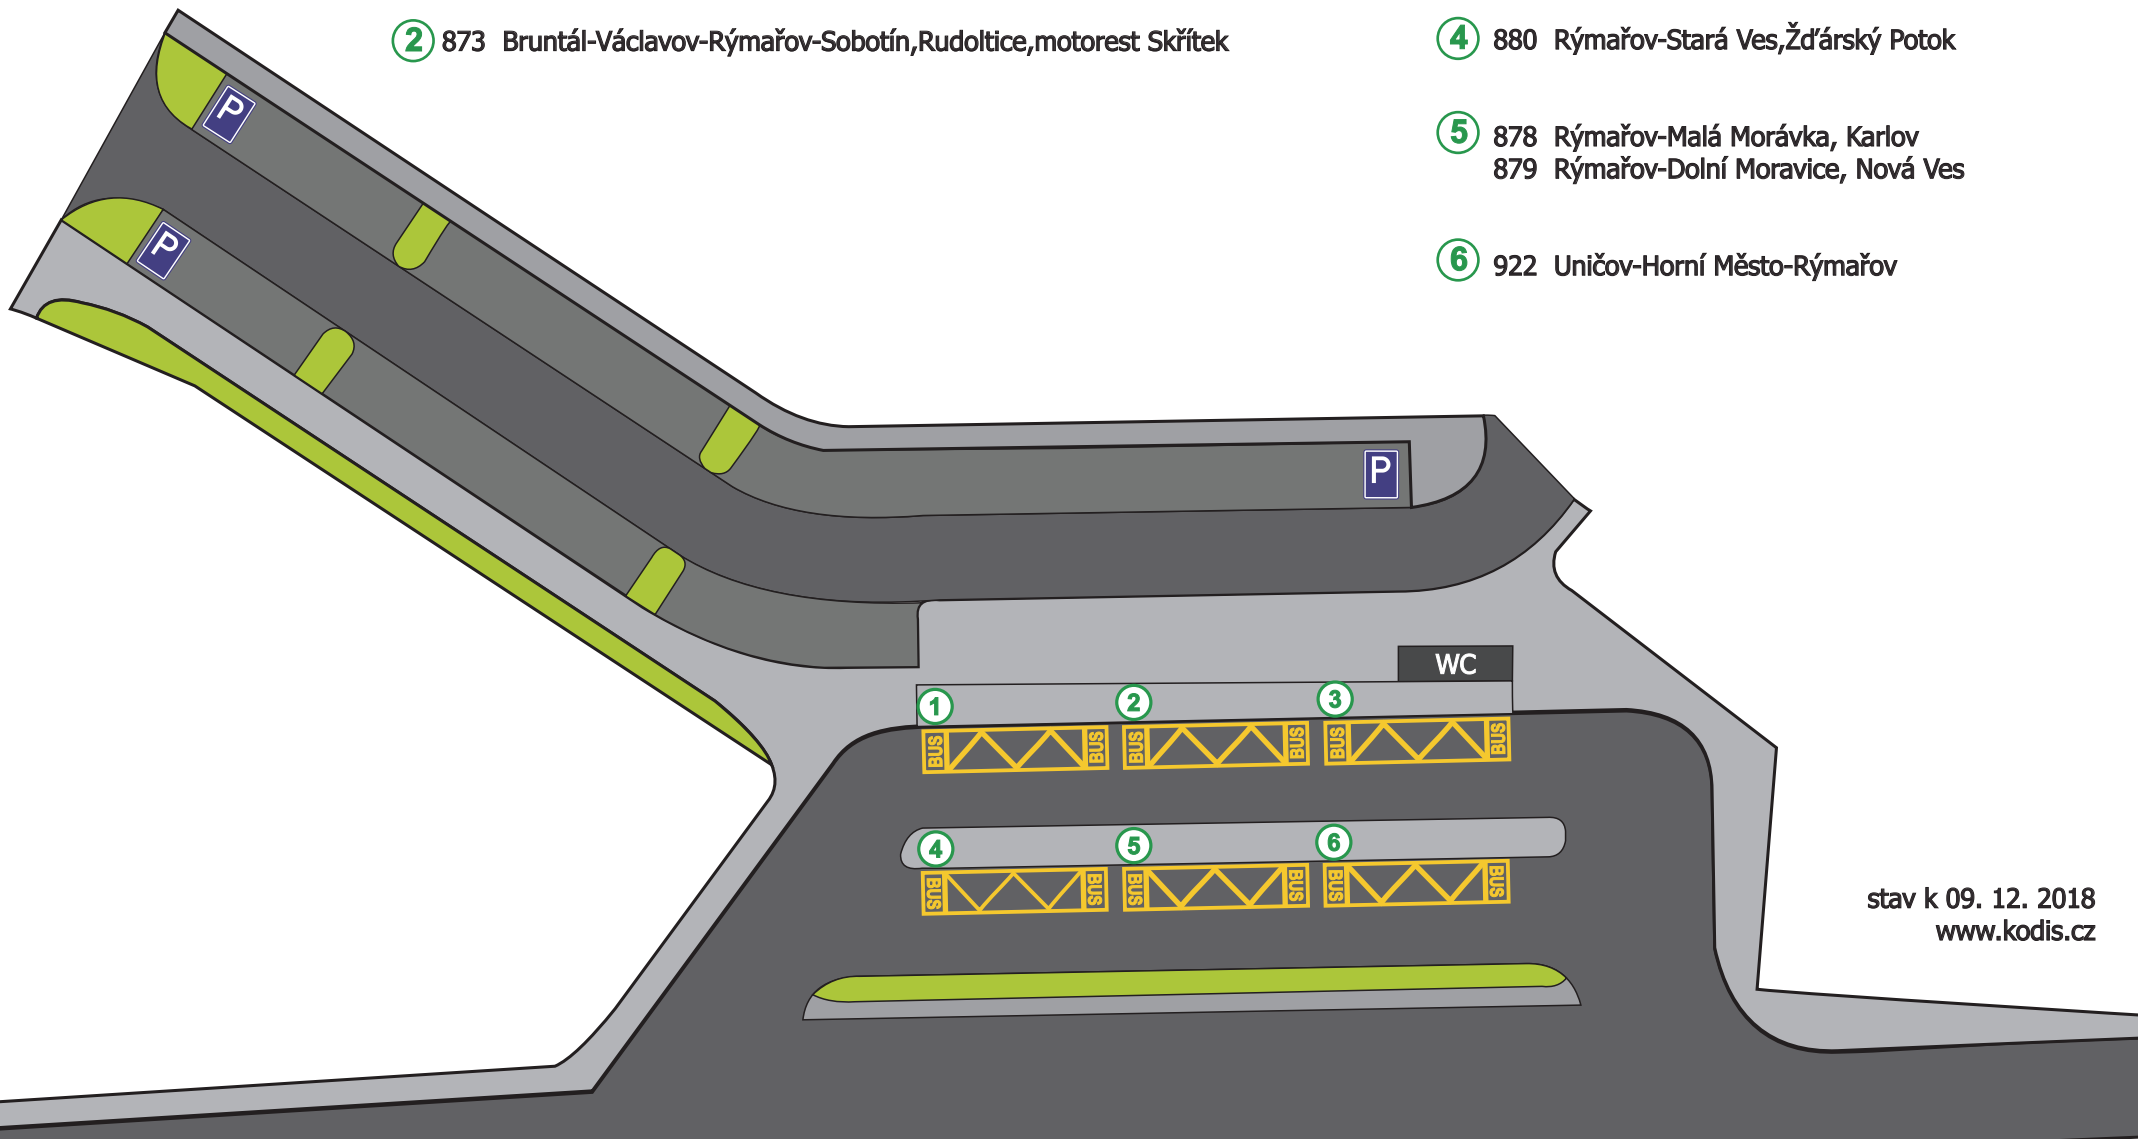 2 873 Bruntál-Václavov-Rýmařov-Sobotín,Rudoltice,motorest Skřítek
4 880 Rýmařov-Stará Ves,Žďárský Potok
5 878 Rýmařov-Malá Morávka, Karlov
879 Rýmařov-Dolní Moravice, Nová Ves
6 922 Uničov-Horní Město-Rýmařov
P
P
P
WC
1 2 3
BUS BUS BUS BUS BUS BUS
4 5 6
BUS BUS BUS BUS BUS BUS
stav k 09. 12. 2018
www.kodis.cz